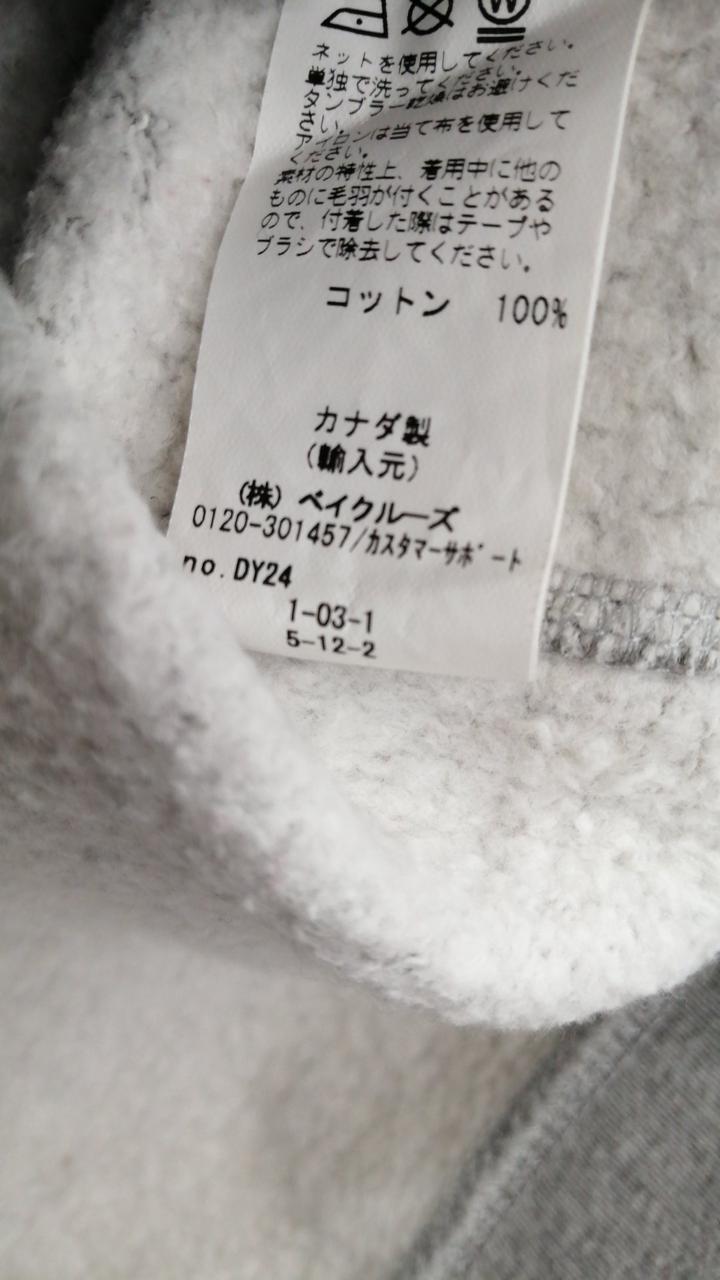 W
ネットを使用してください。
単独で洗ってください。
タンブラー乾燥はお避けくだ
さい。
アイロンは当て布を使用して
ください。
素材の特性上、着用中に他の
ものに毛羽が付くことがある
ので、付着した際はテープや
ブラシで除去してください。
コットン 100%
カナダ製
(輸入元)
(株) ベイクルーズ
0120-301457/カスタマーサポート
no.DY24
1-03-1
5-12-2